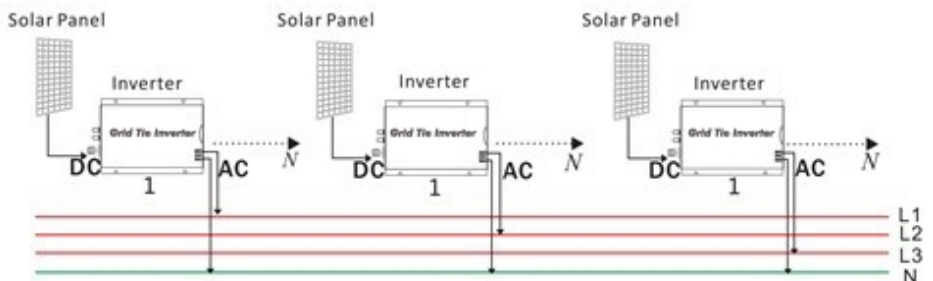 Solar Panel
Solar Panel
Solar Panel
Inverter
Inverter
Inverter
Grid Tie Inverter
Grid Tie Inverter
Grid Tie Inverter
DC
AC
N
DC
AC
N
DC
AC
N
1
1
1
L1
L2
L3
N